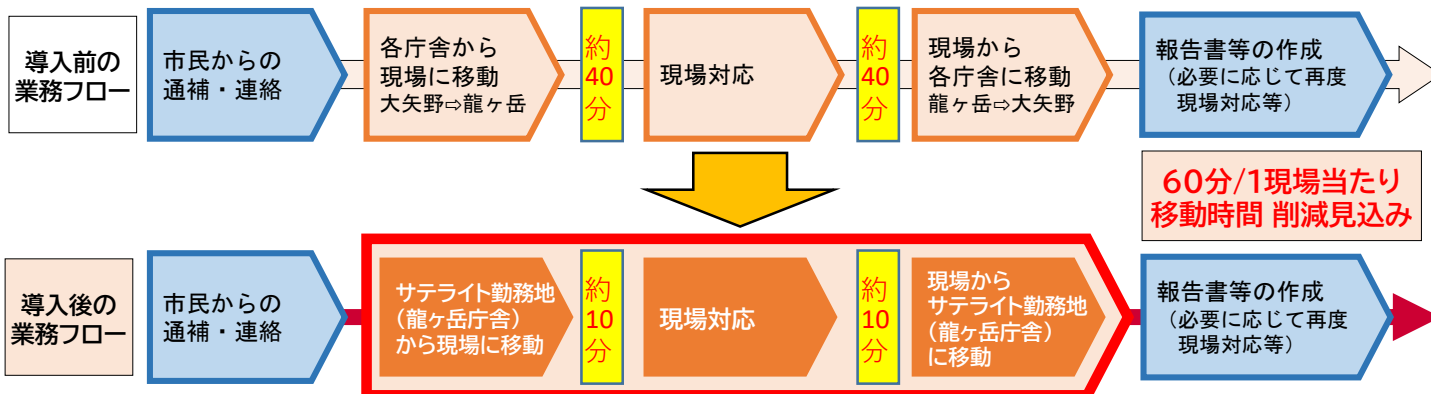 導入前の
業務フロー
市民からの
通補・連絡
各庁舎から
現場に移動
大矢野⇨龍ヶ岳
約
40
分
現場対応
約
40
分
現場から
各庁舎に移動
龍ヶ岳⇨大矢野
報告書等の作成
（必要に応じて再度
現場対応等）
60分/1現場当たり
移動時間 削減見込み
導入後の
業務フロー
市民からの
通補・連絡
サテライト勤務地
（龍ヶ岳庁舎）
から現場に移動
約
10
分
現場対応
約
10
分
現場から
サテライト勤務地
（龍ヶ岳庁舎）
に移動
報告書等の作成
（必要に応じて再度
現場対応等）